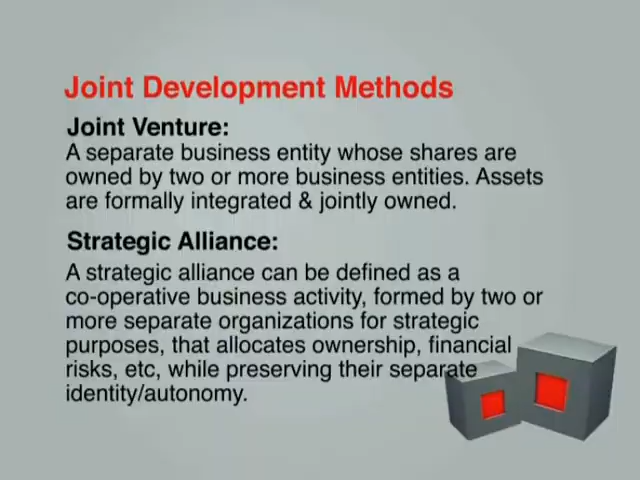 Joint Development Methods
Joint Venture:
A separate business entity whose shares are
owned by two or more business entities. Assets
are formally integrated & jointly owned.
Strategic Alliance:
A strategic alliance can be defined as a
co-operative business activity, formed by two or
more separate organizations for strategic
purposes, that allocates ownership, financial
risks, etc, while preserving their separate
identity/autonomy.